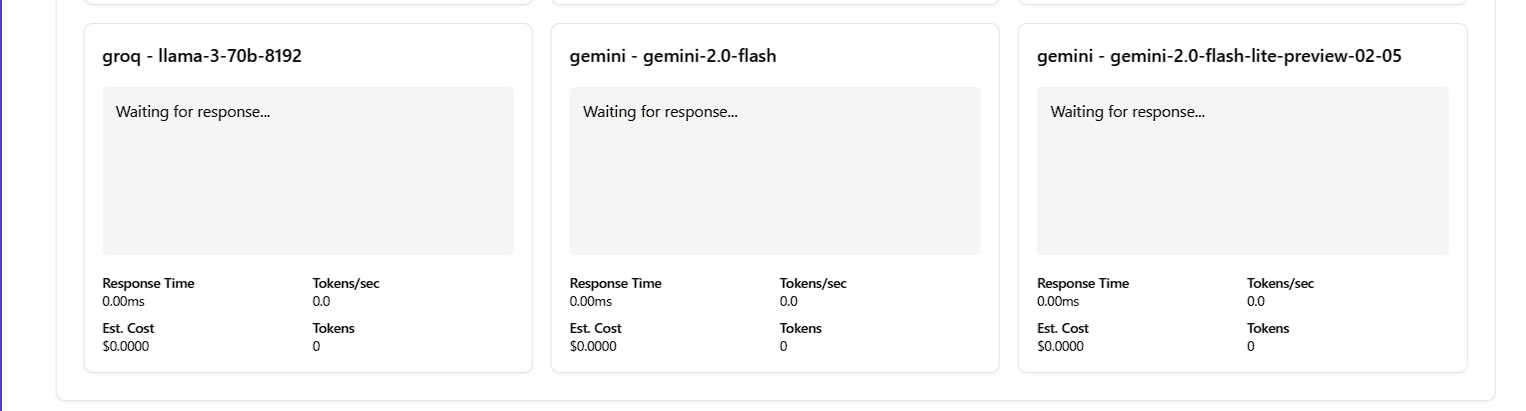 groq - llama-3-70b-8192
Waiting for response...
Response Time
0.00ms
Tokens/sec
0.0
Est. Cost
$0.0000
Tokens
0
gemini - gemini-2.0-flash
Waiting for response...
Response Time
0.00ms
Tokens/sec
0.0
Est. Cost
$0.0000
Tokens
0
gemini - gemini-2.0-flash-lite-preview-02-05
Waiting for response...
Response Time
0.00ms
Tokens/sec
0.0
Est. Cost
$0.0000
Tokens
0